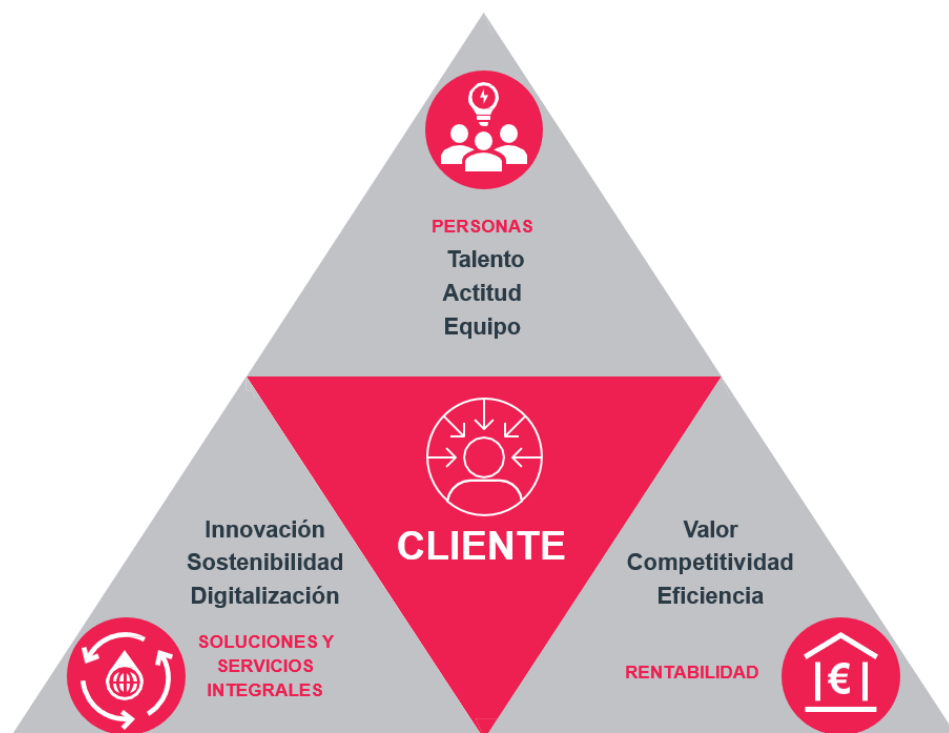 PERSONAS
Talento
Actitud
Equipo
CLIENTE
Innovación
Sostenibilidad
Digitalización
SOLUCIONES Y
SERVICIOS
INTEGRALES
Valor
Competitividad
Eficiencia
RENTABILIDAD
€